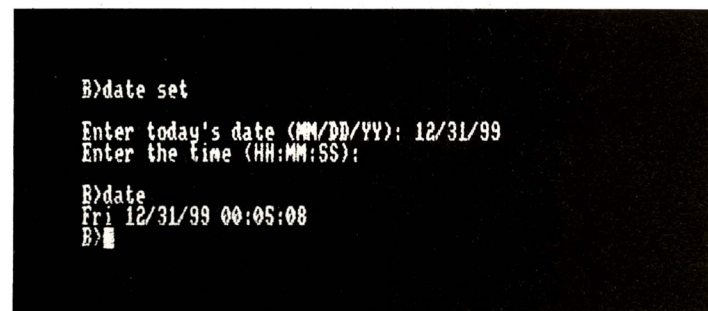 B>date set
Enter today's date (MM/DD/YY): 12/31/99
Enter the time (HH:MM:SS):
B>date
Fri 12/31/99 00:05:08
B>